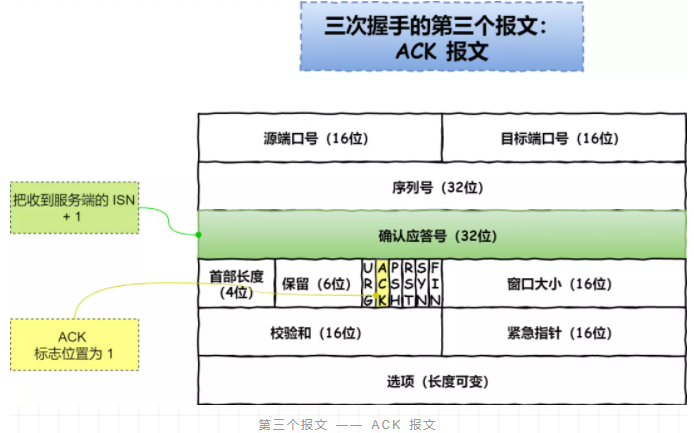 三次握手的第三个报文:
ACK 报文
源端口号（16位）
目标端口号（16位）
序列号（32位）
把收到服务端的 ISN
+ 1
确认应答号（32位）
首部长度
（4位）
保留（6位）
URG
ACK
PSH
RST
SYN
FIN
窗口大小（16位）
ACK
标志位置为 1
校验和（16位）
紧急指针（16位）
选项（长度可变）
第三个报文 —— ACK 报文